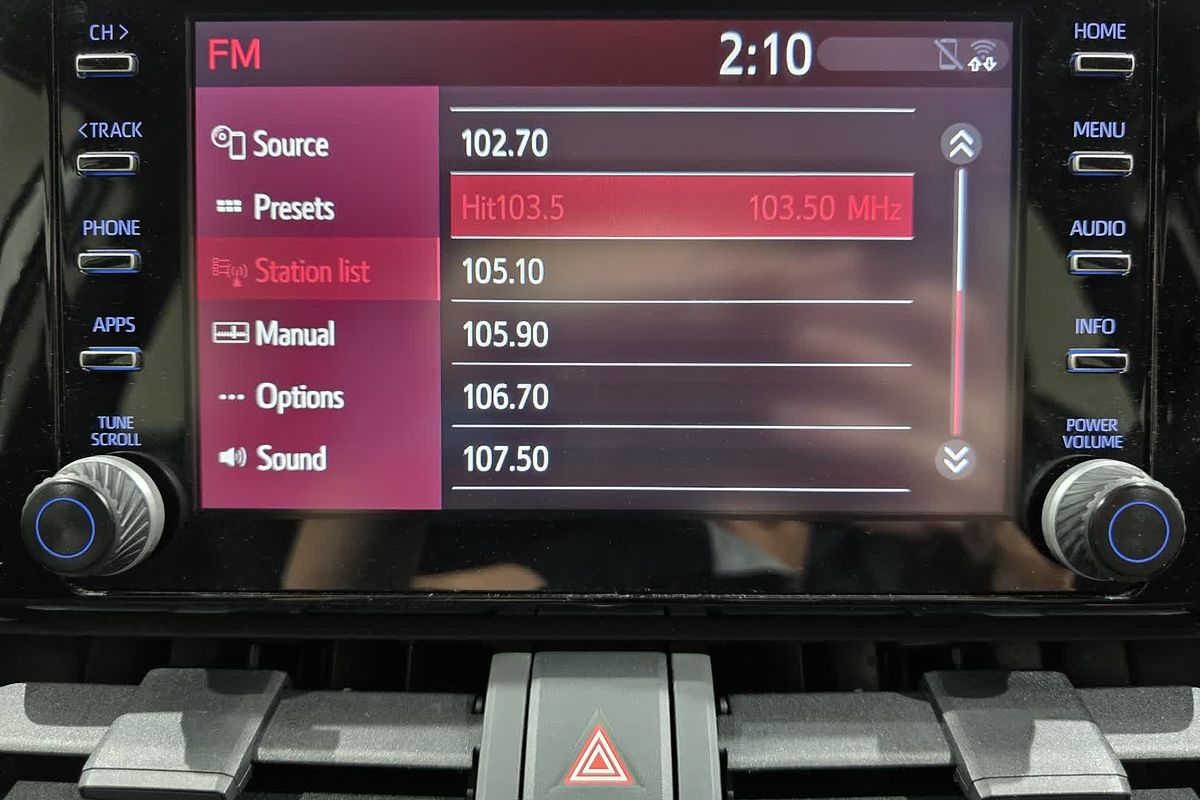 CH >
<TRACK
PHONE
APPS
TUNE
SCROLL
FM
2:10
Source
Presets
Station list
Manual
Options
Sound
102.70
Hit103.5 103.50 MHz
105.10
105.90
106.70
107.50
HOME
MENU
AUDIO
INFO
POWER
VOLUME